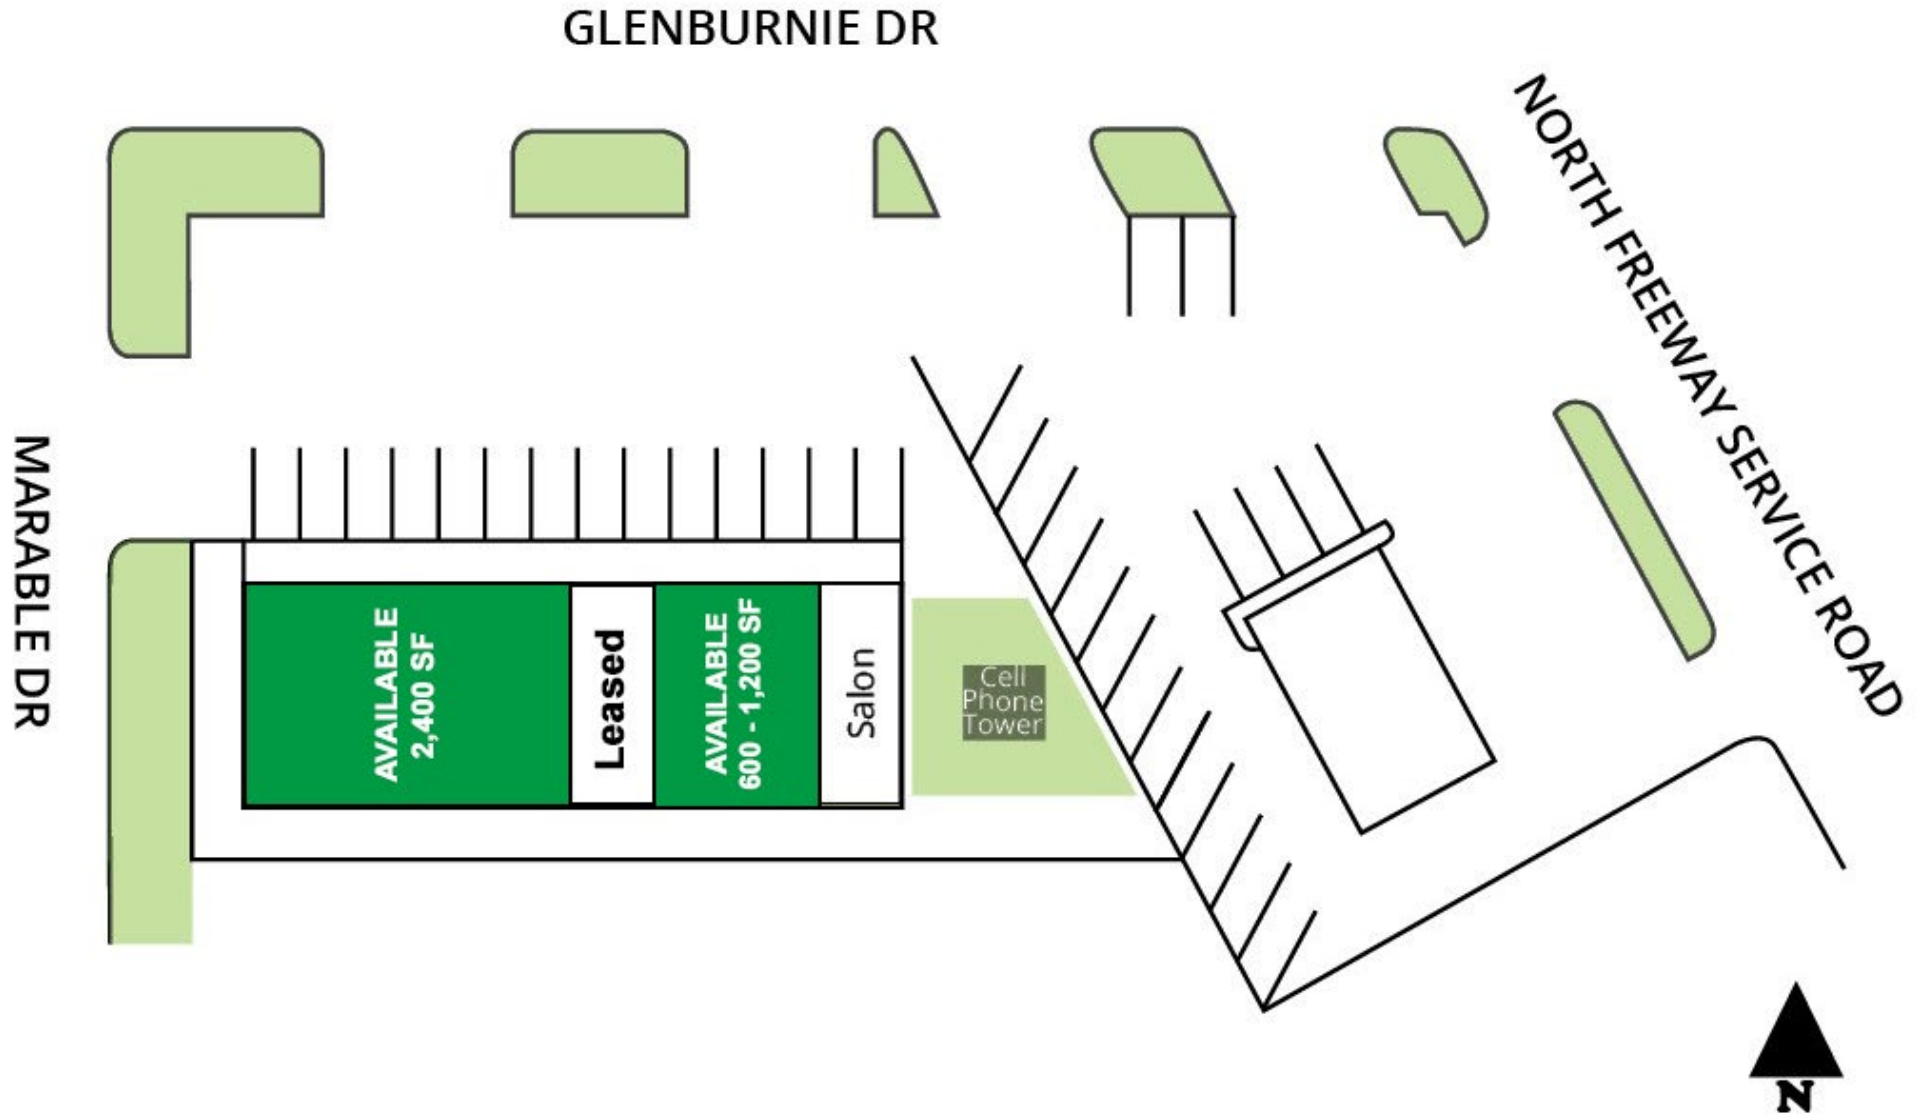 GLENBURNIE DR
NORTH FREEWAY SERVICE ROAD
MARABLE DR
AVAILABLE
2,400 SF
Leased
AVAILABLE
600 - 1,200 SF
Salon
Cell
Phone
Tower
N